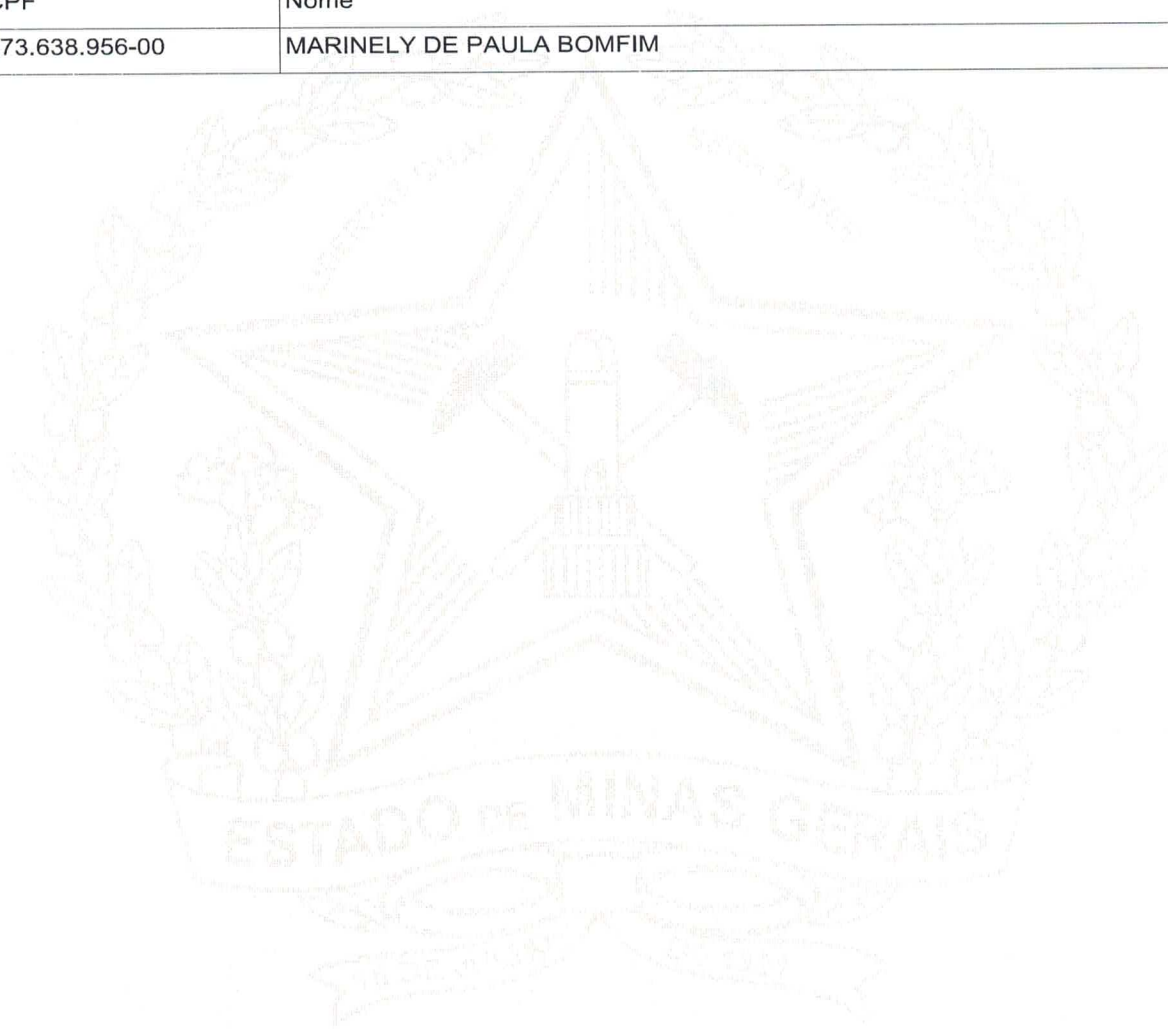 CPF Nome
73.638.956-00 MARINELY DE PAULA BOMFIM
ESTADO DE MINAS GERAIS